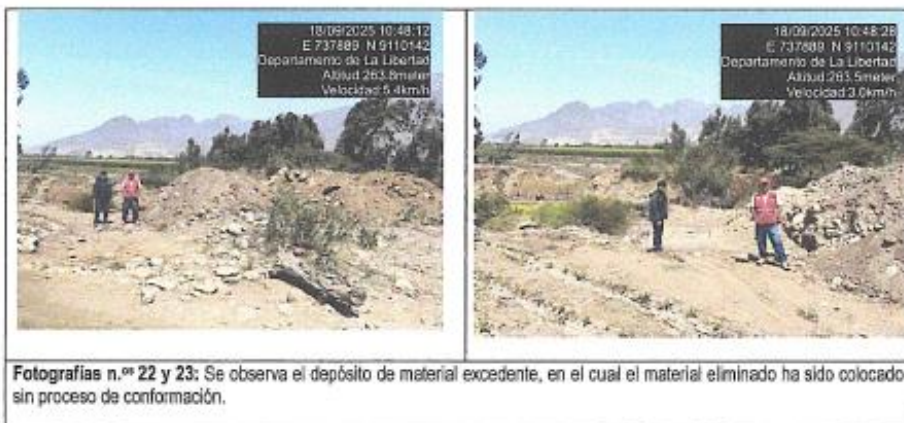 18/09/2025 10:48:12
E 737889 N 9110142
Departamento de La Libertad
Altitud:263.8meter
Velocidad:5.4km/h
18/09/2025 10:48:28
E 737889 N 9110142
Departamento de La Libertad
Altitud:263.5meter
Velocidad:3.0km/h
Fotografías n.ᵒˢ 22 y 23: Se observa el depósito de material excedente, en el cual el material eliminado ha sido colocado
sin proceso de conformación.